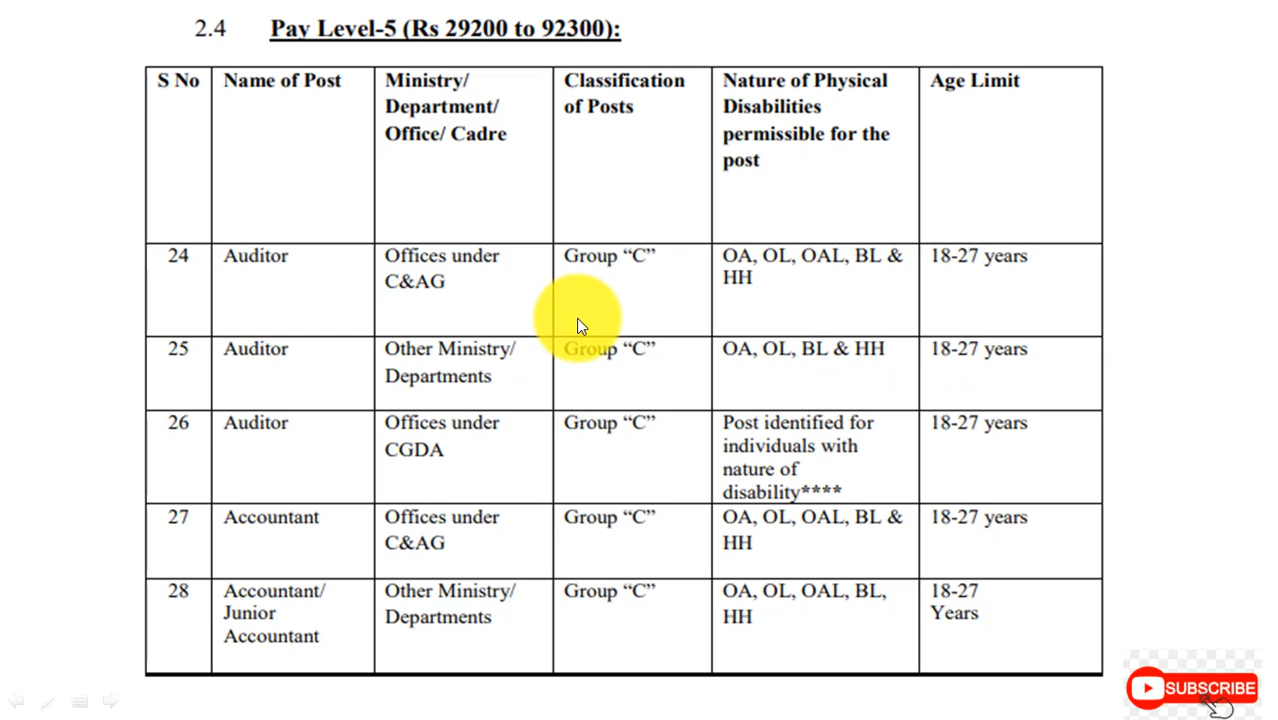 2.4 Pay Level-5 (Rs 29200 to 92300):
S No Name of Post Ministry/ Classification Nature of Physical Age Limit
Department/ of Posts Disabilities
Office/ Cadre permissible for the
post
24 Auditor Offices under Group “C” OA, OL, OAL, BL & 18-27 years
C&AG HH
25 Auditor Other Ministry/ Group “C” OA, OL, BL & HH 18-27 years
Departments
26 Auditor Offices under Group “C” Post identified for 18-27 years
CGDA individuals with
nature of
disability****
27 Accountant Offices under Group “C” OA, OL, OAL, BL & 18-27 years
C&AG HH
28 Accountant/ Other Ministry/ Group “C” OA, OL, OAL, BL, 18-27
Junior Departments HH Years
Accountant
SUBSCRIBE